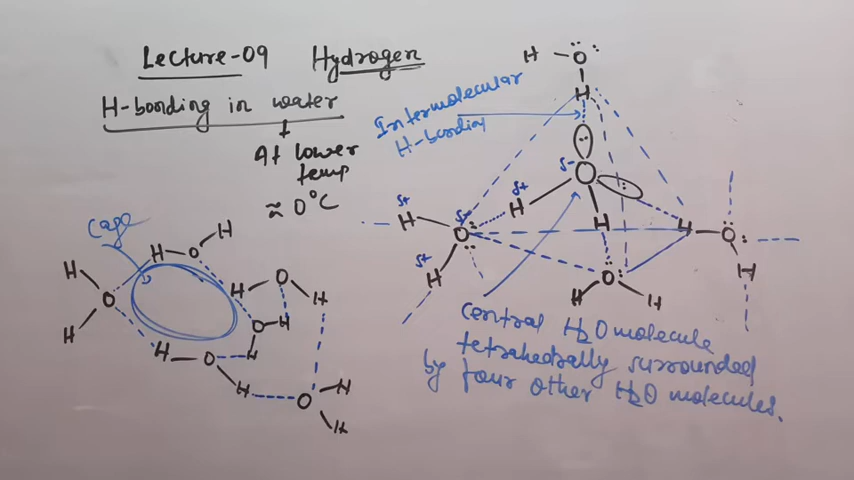 Lecture-09 Hydrogen
H-bonding in water
At lower
temp
≈ 0°C
Intermolecular
H-bonding
Cage
H
O
H
H
H
O
H
O
H
O
H
H
O
H
O
H
H
H
O
H
H
H O
H
O
δ-
δ+
H
H
δ+
H
δ-
O
δ+
H
H O
H
O
H
H
Central H2O molecule
tetrahedrally surrounded
by four other H2O molecules.